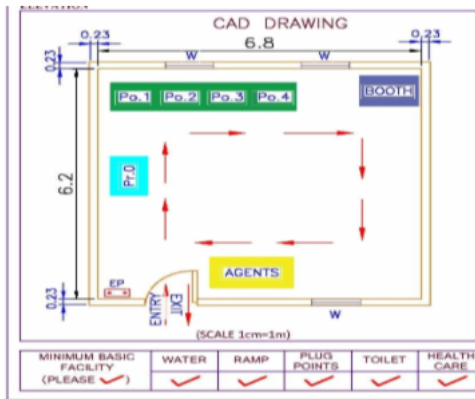 ELEVATION
CAD DRAWING
0.23 6.8 0.23
0.23 W W
Po.1 Po.2 Po.3 Po.4 BOOTH
6.2
Pr.0
AGENTS
EP
0.23
ENTRY EXIT
W
(SCALE 1cm=1m)
MINIMUM BASIC FACILITY (PLEASE ✓) WATER RAMP PLUG POINTS TOILET HEALTH CARE
✓ ✓ ✓ ✓ ✓